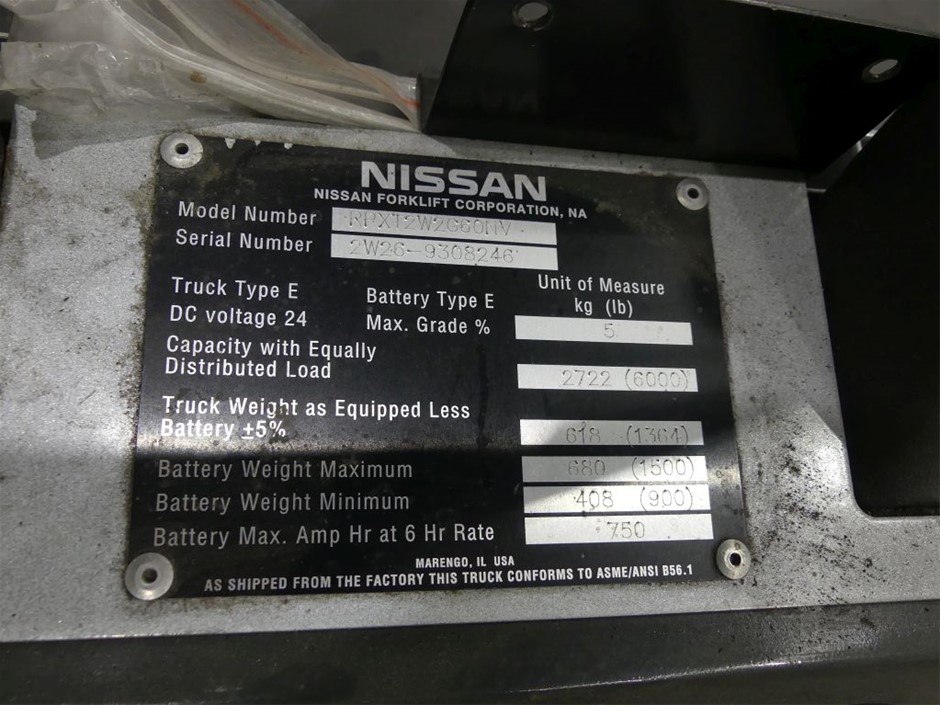 NISSAN
NISSAN FORKLIFT CORPORATION, NA
Model Number RPX12W2G60NV
Serial Number 2W26-9308246
Truck Type E Battery Type E Unit of Measure kg (lb)
DC voltage 24 Max. Grade % 5
Capacity with Equally
Distributed Load 2722 (6000)
Truck Weight as Equipped Less
Battery ±5% 618 (1364)
Battery Weight Maximum 680 (1500)
Battery Weight Minimum 408 (900)
Battery Max. Amp Hr at 6 Hr Rate 750
MARENGO, IL USA
AS SHIPPED FROM THE FACTORY THIS TRUCK CONFORMS TO ASME/ANSI B56.1